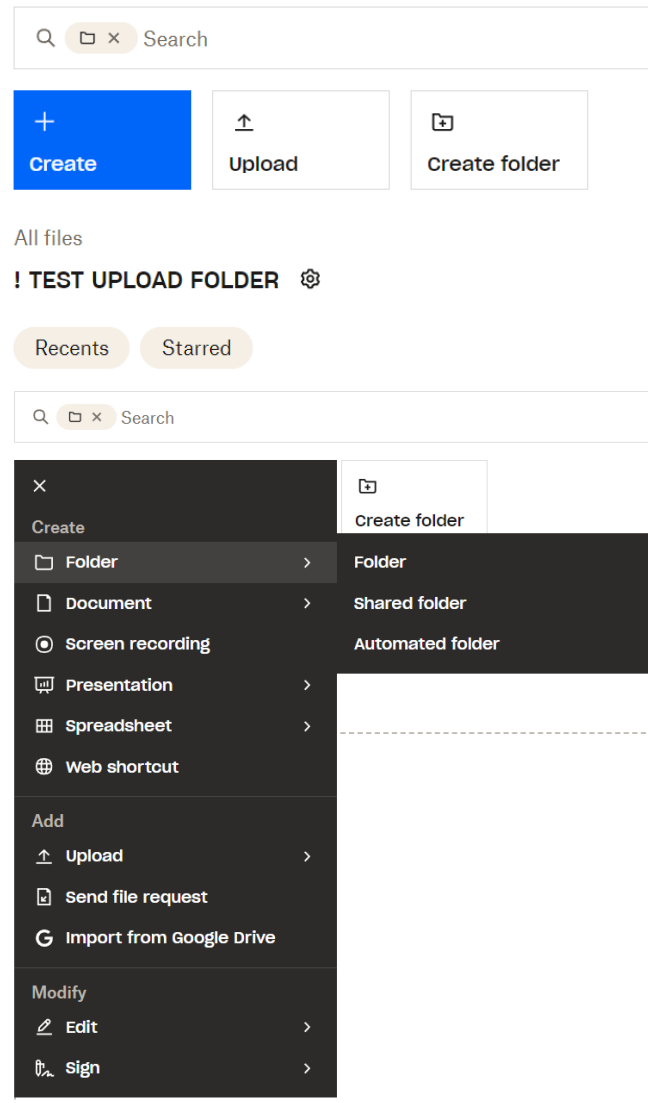 Search
Create
Upload
Create folder
All files
! TEST UPLOAD FOLDER
Recents
Starred
Search
Create folder
Create
Folder
Document
Screen recording
Presentation
Spreadsheet
Web shortcut
Folder
Shared folder
Automated folder
Add
Upload
Send file request
Import from Google Drive
Modify
Edit
Sign